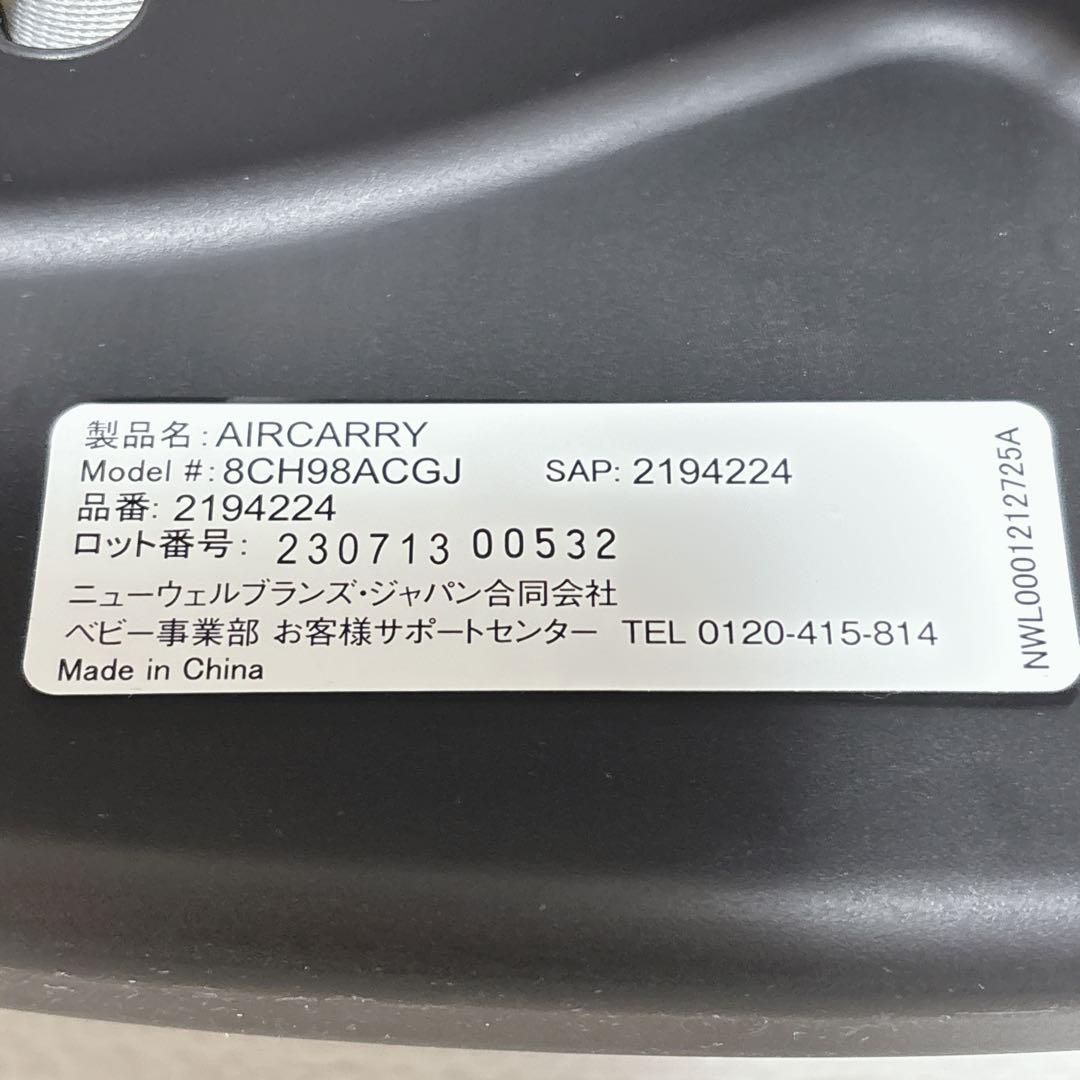 製品名:AIRCARRY
Model #:8CH98ACGJ SAP: 2194224
品番: 2194224
ロット番号: 230713 00532
ニューウェルブランズ・ジャパン合同会社
ベビー事業部 お客様サポートセンター TEL 0120-415-814
Made in China
NWL0001212725A